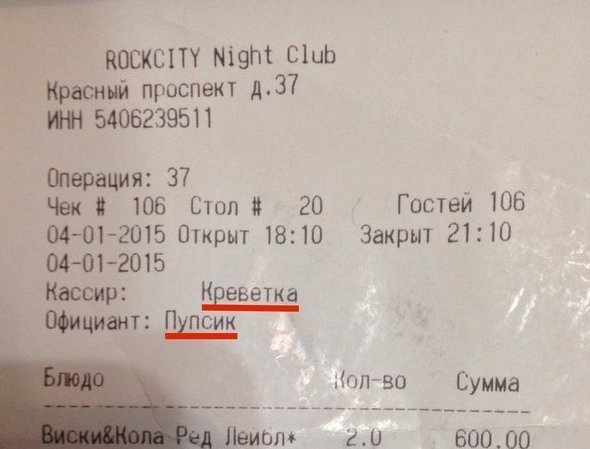 ROCKCITY Night Club
Красный проспект д.37
ИНН 5406239511
Операция: 37
Чек # 106 Стол # 20 Гостей 106
04-01-2015 Открыт 18:10 Закрыт 21:10
04-01-2015
Кассир: Креветка
Официант: Пупсик
Блюдо Кол-во Сумма
Виски&Кола Ред Леибл* 2.0 600.00